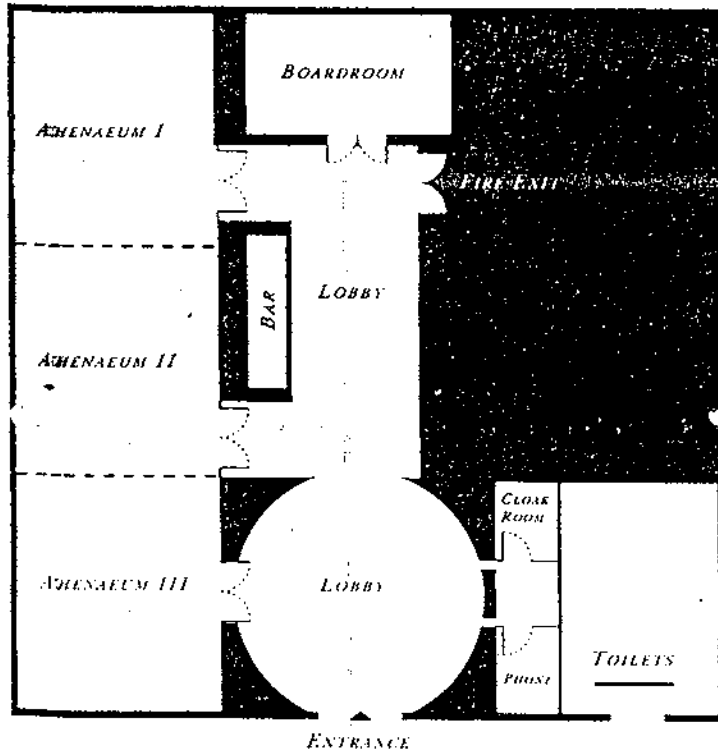 BOARDROOM
ATHENAEUM I
FIRE EXIT
LOBBY
BAR
ATHENAEUM II
CLOAK
ROOM
ATHENAEUM III
LOBBY
TOILETS
PHONE
ENTRANCE